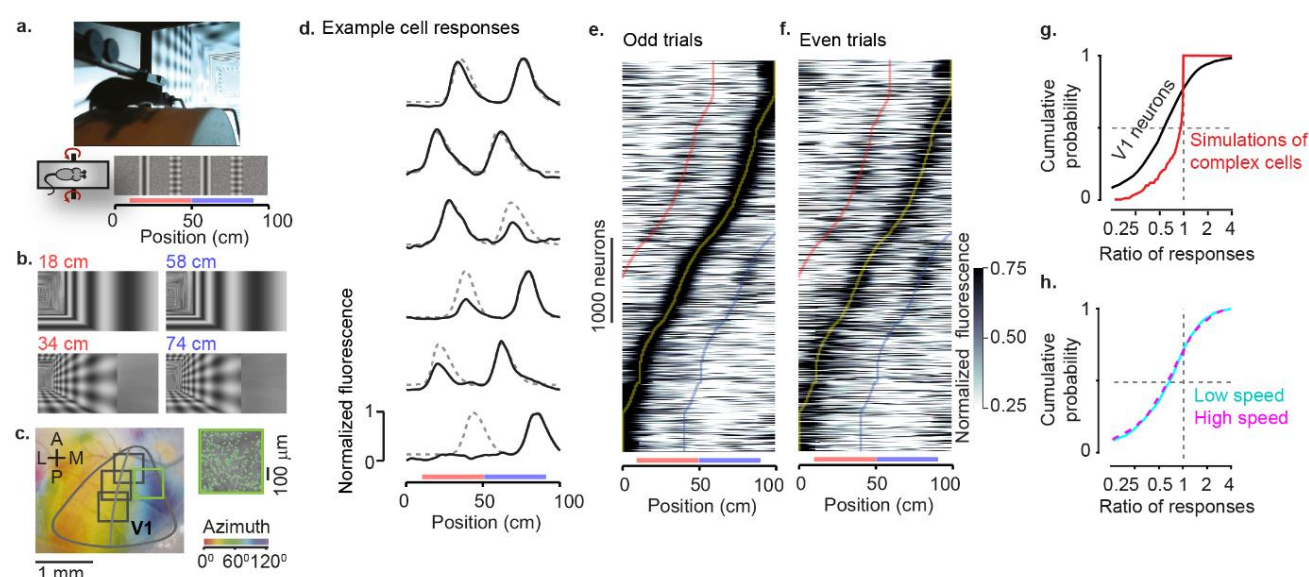 a.
0
50
100
Position (cm)
b.
18 cm
58 cm
34 cm
74 cm
c.
A
L
M
P
V1
1 mm
100 µm
Azimuth
0⁰ 60⁰ 120⁰
d. Example cell responses
Normalized fluorescence
1
0
0
50
100
Position (cm)
e.
Odd trials
1000 neurons
0
50
100
Position (cm)
f.
Even trials
Normalized fluorescence
0.75
0.50
0.25
0
50
100
Position (cm)
g.
Cumulative
probability
1
0
V1 neurons
Simulations of
complex cells
0.25 0.5 1 2 4
Ratio of responses
h.
Cumulative
probability
1
0
Low speed
High speed
0.25 0.5 1 2 4
Ratio of responses